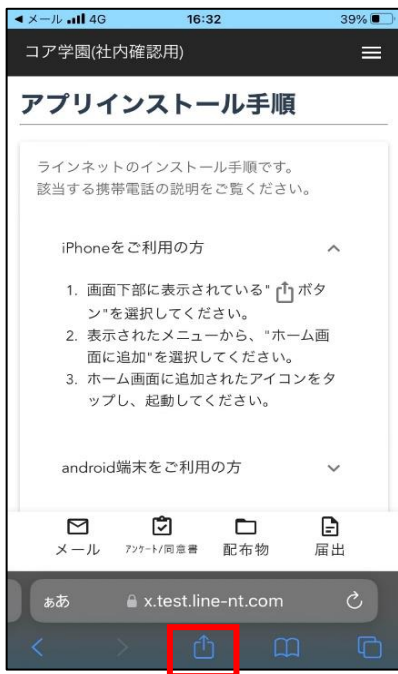 ◀ メール 4G 16:32 39%
コア学園(社内確認用)
アプリインストール手順
ラインネットのインストール手順です。
該当する携帯電話の説明をご覧ください。
iPhoneをご利用の方
1. 画面下部に表示されている" ボタ
ン"を選択してください。
2. 表示されたメニューから、"ホーム画
面に追加"を選択してください。
3. ホーム画面に追加されたアイコンをタ
ップし、起動してください。
android端末をご利用の方
メール ｱﾝｹｰﾄ/同意書 配布物 届出
ぁあ x.test.line-nt.com